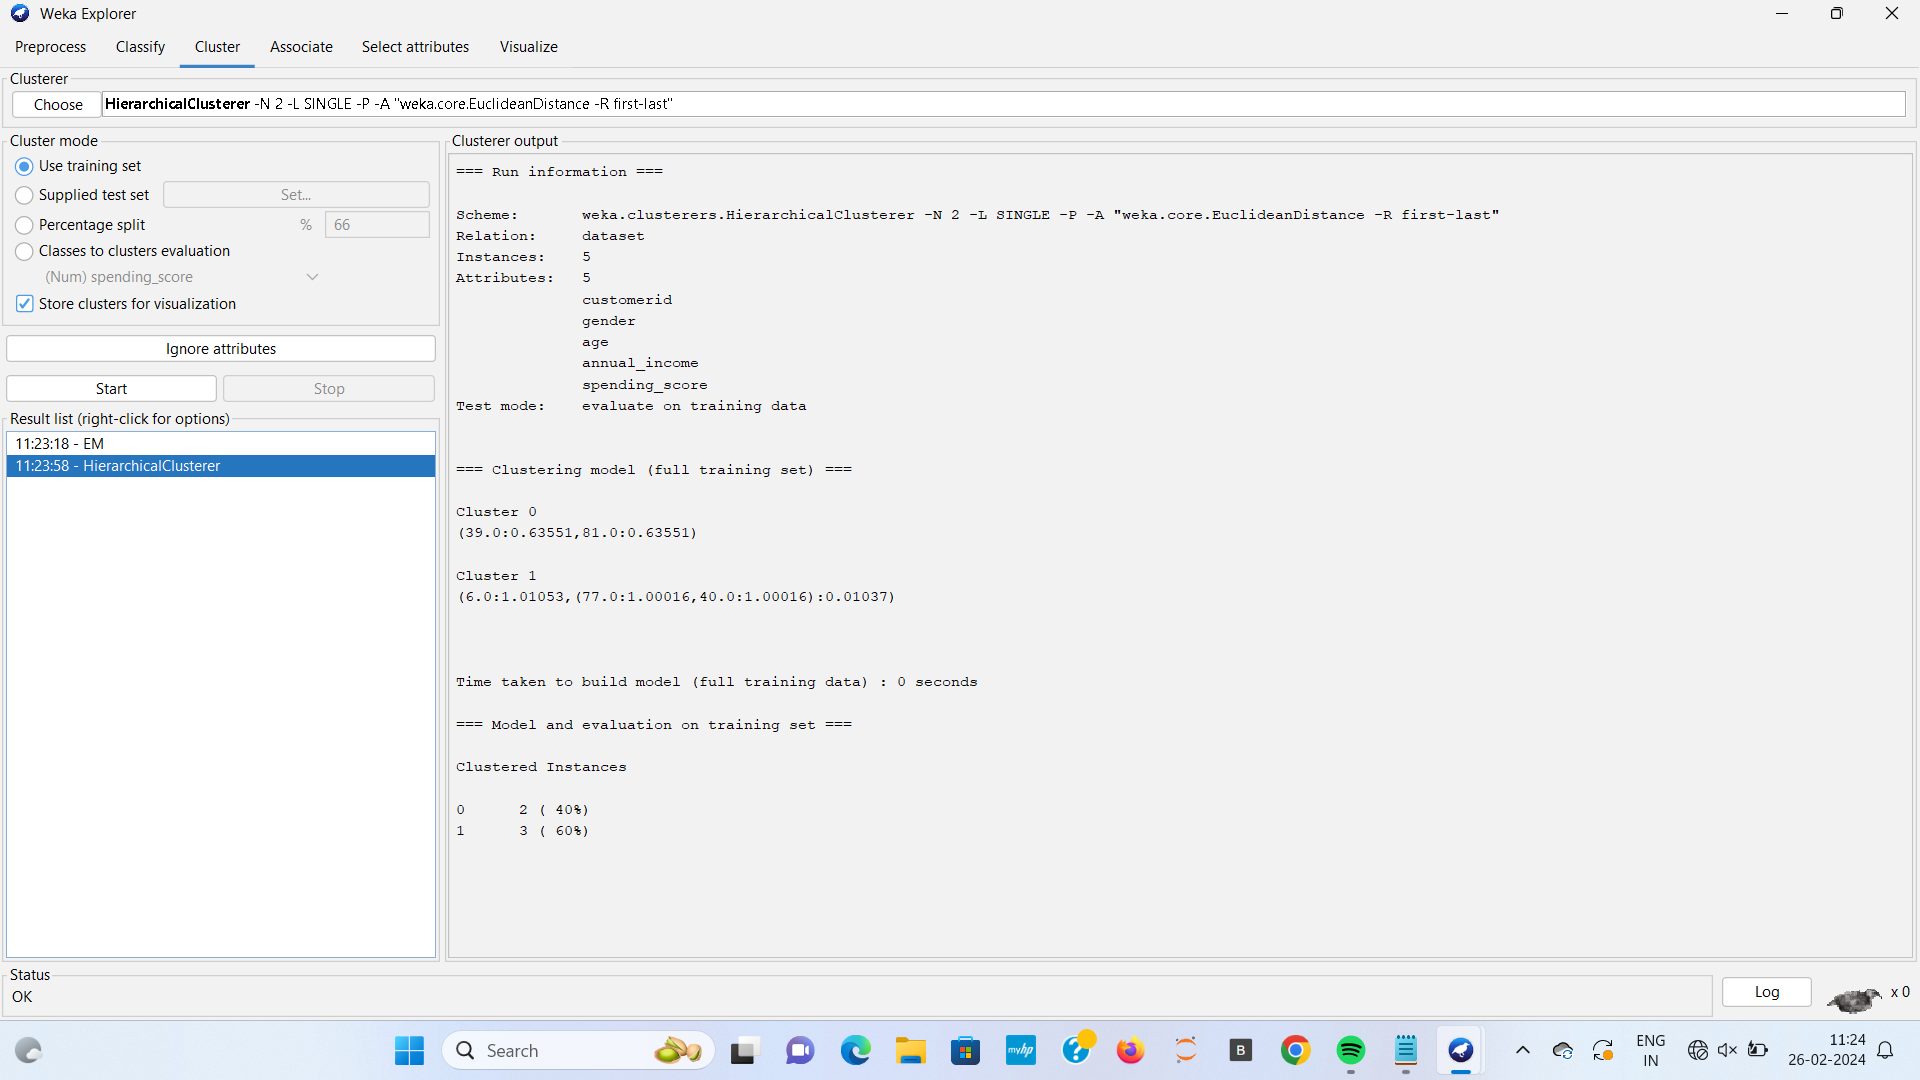 Weka Explorer
Preprocess Classify Cluster Associate Select attributes Visualize
Clusterer
Choose HierarchicalClusterer -N 2 -L SINGLE -P -A "weka.core.EuclideanDistance -R first-last"
Cluster mode
Use training set
Supplied test set Set...
Percentage split % 66
Classes to clusters evaluation
(Num) spending_score
Store clusters for visualization
Ignore attributes
Start Stop
Result list (right-click for options)
11:23:18 - EM
11:23:58 - HierarchicalClusterer
Clusterer output
=== Run information ===
Scheme: weka.clusterers.HierarchicalClusterer -N 2 -L SINGLE -P -A "weka.core.EuclideanDistance -R first-last"
Relation: dataset
Instances: 5
Attributes: 5
customerid
gender
age
annual_income
spending_score
Test mode: evaluate on training data
=== Clustering model (full training set) ===
Cluster 0
(39.0:0.63551,81.0:0.63551)
Cluster 1
(6.0:1.01053,(77.0:1.00016,40.0:1.00016):0.01037)
Time taken to build model (full training data) : 0 seconds
=== Model and evaluation on training set ===
Clustered Instances
0 2 ( 40%)
1 3 ( 60%)
Status
OK
Log
x 0
Search
myhp
?
B
ENG
IN
11:24
26-02-2024